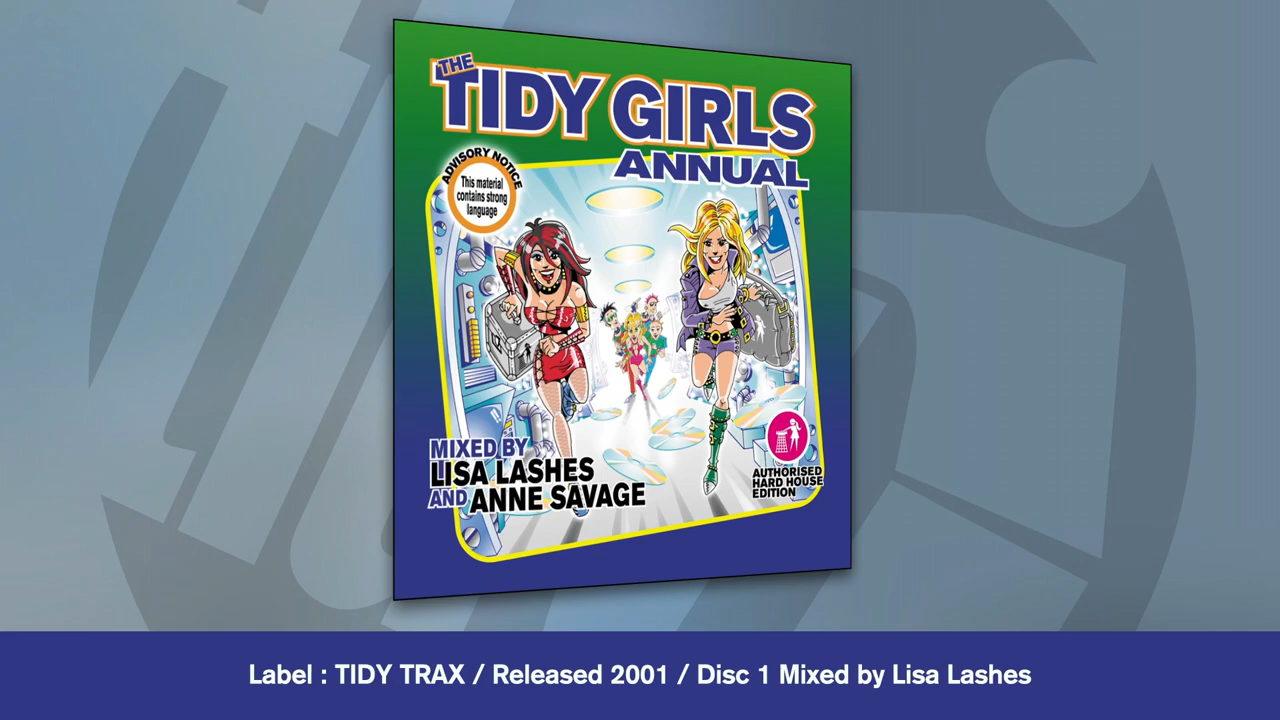 THE
TIDY GIRLS
ANNUAL
ADVISORY NOTICE
This material
contains strong
language
MIXED BY
LISA LASHES
AND ANNE SAVAGE
AUTHORISED
HARD HOUSE
EDITION
Label : TIDY TRAX / Released 2001 / Disc 1 Mixed by Lisa Lashes